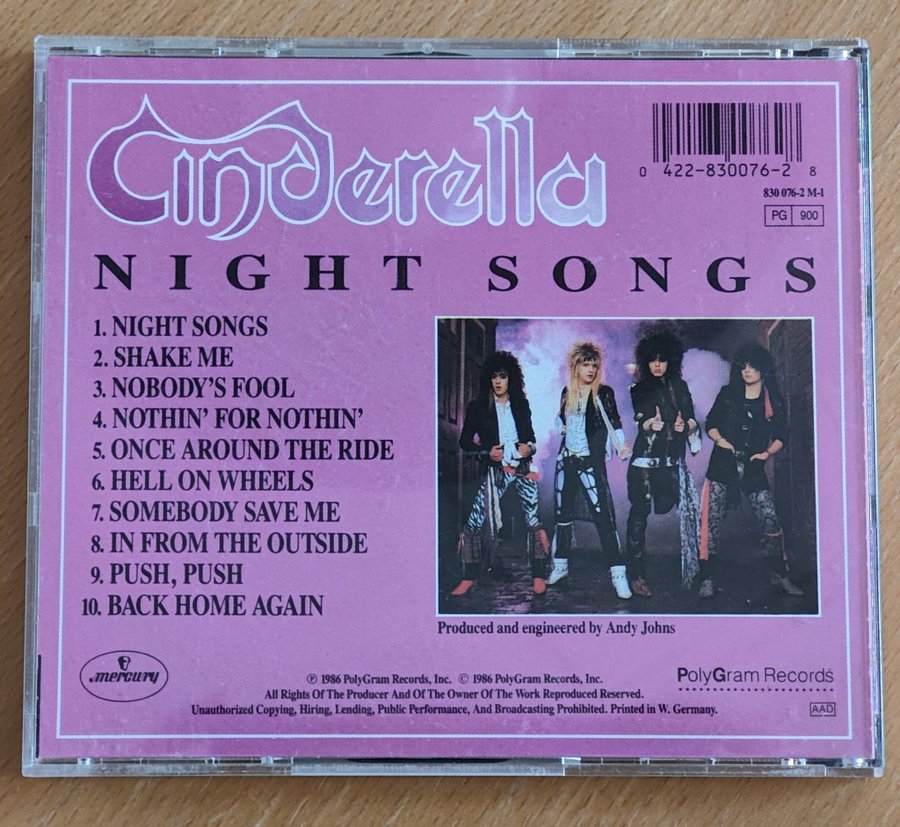 Cinderella
0 422-830076-2 8
830 076-2 M-1
PG 900
NIGHT SONGS
1. NIGHT SONGS
2. SHAKE ME
3. NOBODY'S FOOL
4. NOTHIN' FOR NOTHIN'
5. ONCE AROUND THE RIDE
6. HELL ON WHEELS
7. SOMEBODY SAVE ME
8. IN FROM THE OUTSIDE
9. PUSH, PUSH
10. BACK HOME AGAIN
Produced and engineered by Andy Johns
mercury
℗ 1986 PolyGram Records, Inc. © 1986 PolyGram Records, Inc.
All Rights Of The Producer And Of The Owner Of The Work Reproduced Reserved.
Unauthorized Copying, Hiring, Lending, Public Performance, And Broadcasting Prohibited. Printed in W. Germany.
PolyGram Records
AAD